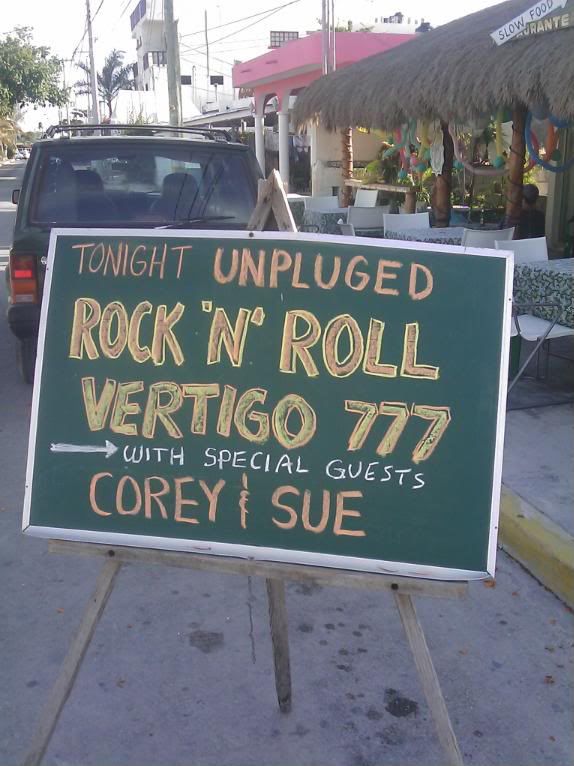 SLOW FOOD
TONIGHT UNPLUGED
ROCK 'N' ROLL
VERTIGO 777
WITH SPECIAL GUESTS
COREY & SUE